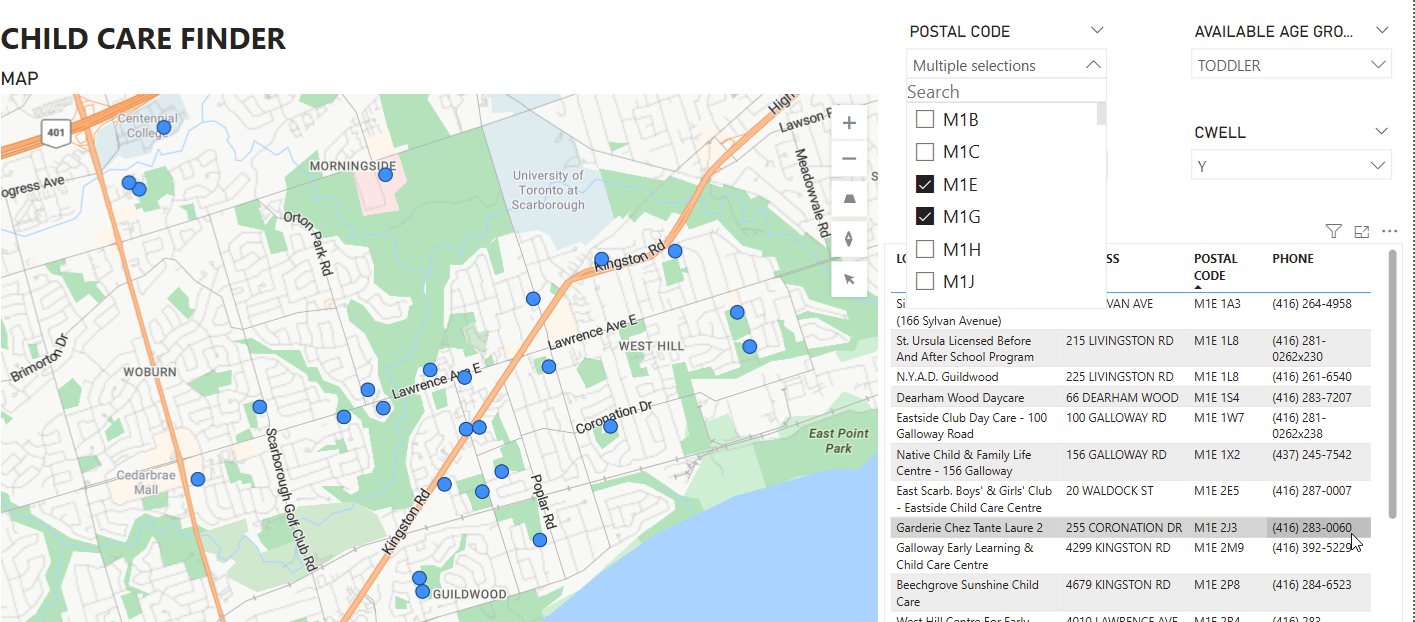 CHILD CARE FINDER
MAP
POSTAL CODE
Multiple selections
Search
M1B
M1C
M1E
M1G
M1H
M1J
AVAILABLE AGE GRO...
TODDLER
CWELL
Y
401
Centennial
College
ogress Ave
MORNINGSIDE
Orton Park Rd
University of
Toronto at
Scarborough
High
Lawson
Meadowvale Rd
S
Kingston Rd
Lawrence Ave E
WEST HILL
Brimorton Dr
WOBURN
Lawrence Ave E
Coronation Dr
East Point
Park
Cedarbrae
Mall
Scarborough Golf Club Rd
Kingston Rd
Poplar Rd
GUILDWOOD
SS POSTAL CODE PHONE
VAN AVE M1E 1A3 (416) 264-4958
(166 Sylvan Avenue)
St. Ursula Licensed Before 215 LIVINGSTON RD M1E 1L8 (416) 281-
And After School Program 0262x230
N.Y.A.D. Guildwood 225 LIVINGSTON RD M1E 1L8 (416) 261-6540
Dearham Wood Daycare 66 DEARHAM WOOD M1E 1S4 (416) 283-7207
Eastside Club Day Care - 100 100 GALLOWAY RD M1E 1W7 (416) 281-
Galloway Road 0262x238
Native Child & Family Life 156 GALLOWAY RD M1E 1X2 (437) 245-7542
Centre - 156 Galloway
East Scarb. Boys' & Girls' Club 20 WALDOCK ST M1E 2E5 (416) 287-0007
- Eastside Child Care Centre
Garderie Chez Tante Laure 2 255 CORONATION DR M1E 2J3 (416) 283-0060
Galloway Early Learning & 4299 KINGSTON RD M1E 2M9 (416) 392-5229
Child Care Centre
Beechgrove Sunshine Child 4679 KINGSTON RD M1E 2P8 (416) 284-6523
Care
West Hill Centre For Early 4010 LAWRENCE AVE M1E 2R4 (416) 283-